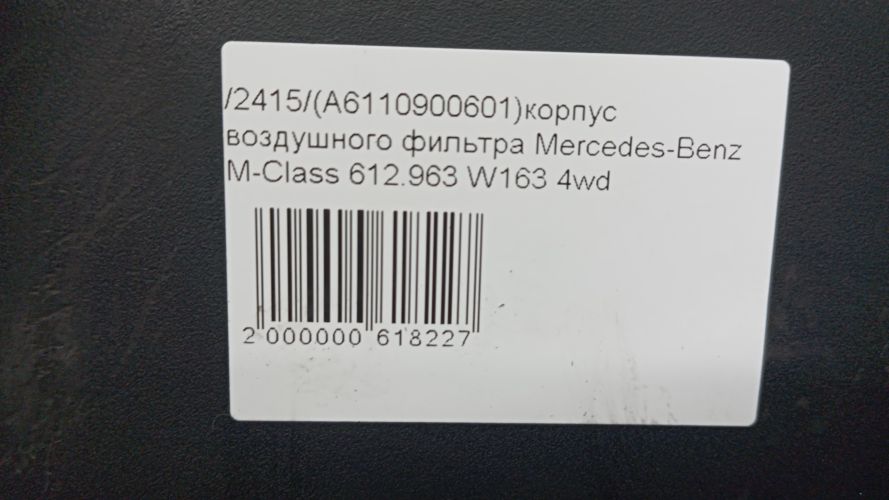 /2415/(A6110900601)корпус
воздушного фильтра Mercedes-Benz
M-Class 612.963 W163 4wd
2 000000 618227